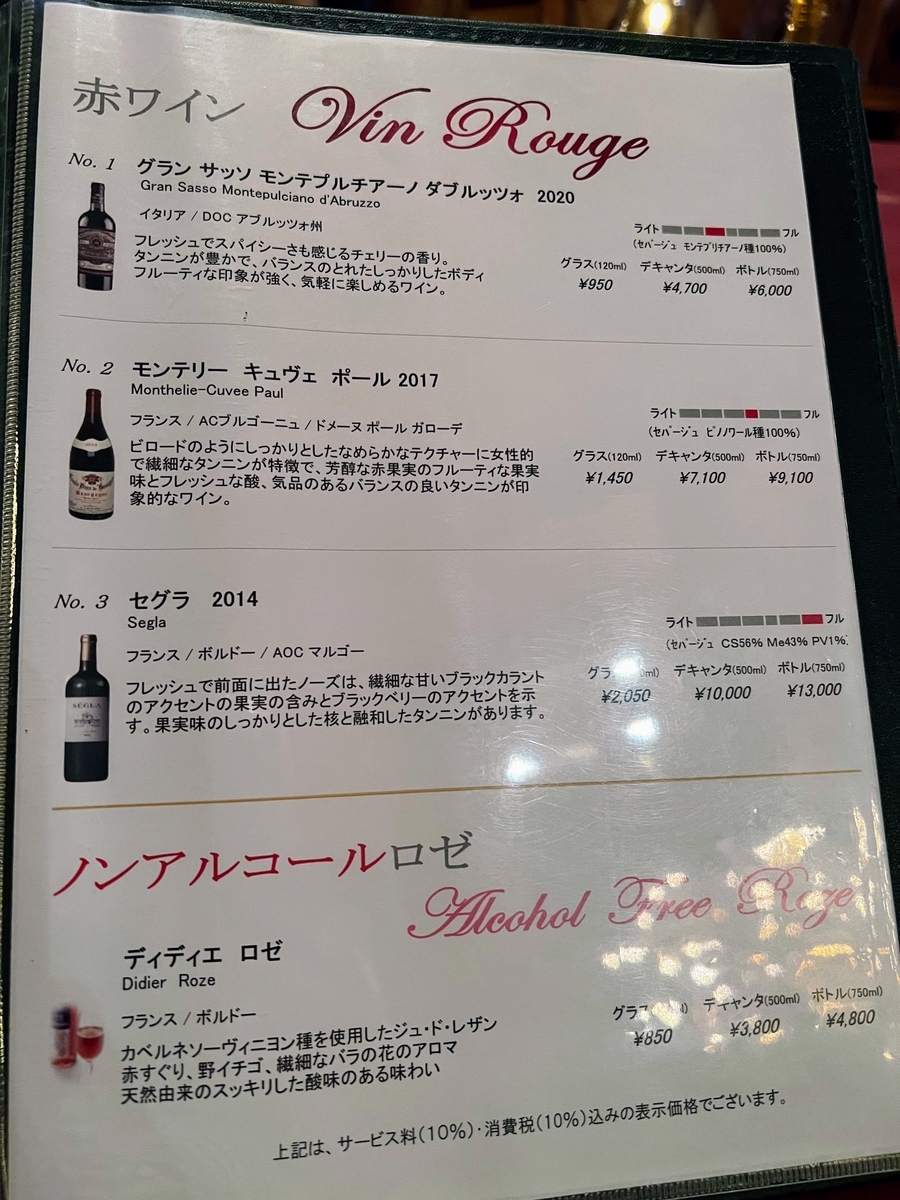 赤ワイン Vin Rouge
No. 1 グラン サッソ モンテプルチアーノ ダブルッツォ 2020
Gran Sasso Montepulciano d'Abruzzo
イタリア / DOC アブルッツォ州
ライト フル
(セパージュ モンテプリチアーノ種100%)
フレッシュでスパイシーさも感じるチェリーの香り。
タンニンが豊かで、バランスのとれたしっかりしたボディ
フルーティな印象が強く、気軽に楽しめるワイン。
グラス(120ml) デキャンタ(500ml) ボトル(750ml)
¥950 ¥4,700 ¥6,000
No. 2 モンテリー キュヴェ ポール 2017
Monthelie-Cuvee Paul
フランス / ACブルゴーニュ / ドメーヌ ポール ガローデ
ライト フル
(セパージュ ピノノワール種100%)
ビロードのようにしっかりとしたなめらかなテクチャーに女性的
で繊細なタンニンが特徴で、芳醇な赤果実のフルーティな果実
味とフレッシュな酸、気品のあるバランスの良いタンニンが印
象的なワイン。
グラス(120ml) デキャンタ(500ml) ボトル(750ml)
¥1,450 ¥7,100 ¥9,100
No. 3 セグラ 2014
Segla
フランス / ボルドー / AOC マルゴー
ライト フル
(セパージュ CS56% Me43% PV1%
フレッシュで前面に出たノーズは、繊細な甘いブラックカラント
のアクセントの果実の含みとブラックベリーのアクセントを示
す。果実味のしっかりとした核と融和したタンニンがあります。
SEGLA
グラ ml) デキャンタ(500ml) ボトル(750ml)
¥2,050 ¥10,000 ¥13,000
ノンアルコールロゼ
Alcohol Free Roze
ディディエ ロゼ
Didier Roze
フランス / ボルドー
カベルネソーヴィニヨン種を使用したジュ・ド・レザン
赤すぐり、野イチゴ、繊細なバラの花のアロマ
天然由来のスッキリした酸味のある味わい
グラス デキャンタ(500ml) ボトル(750ml)
¥850 ¥3,800 ¥4,800
上記は、サービス料(10%)・消費税(10%)込みの表示価格でございます。